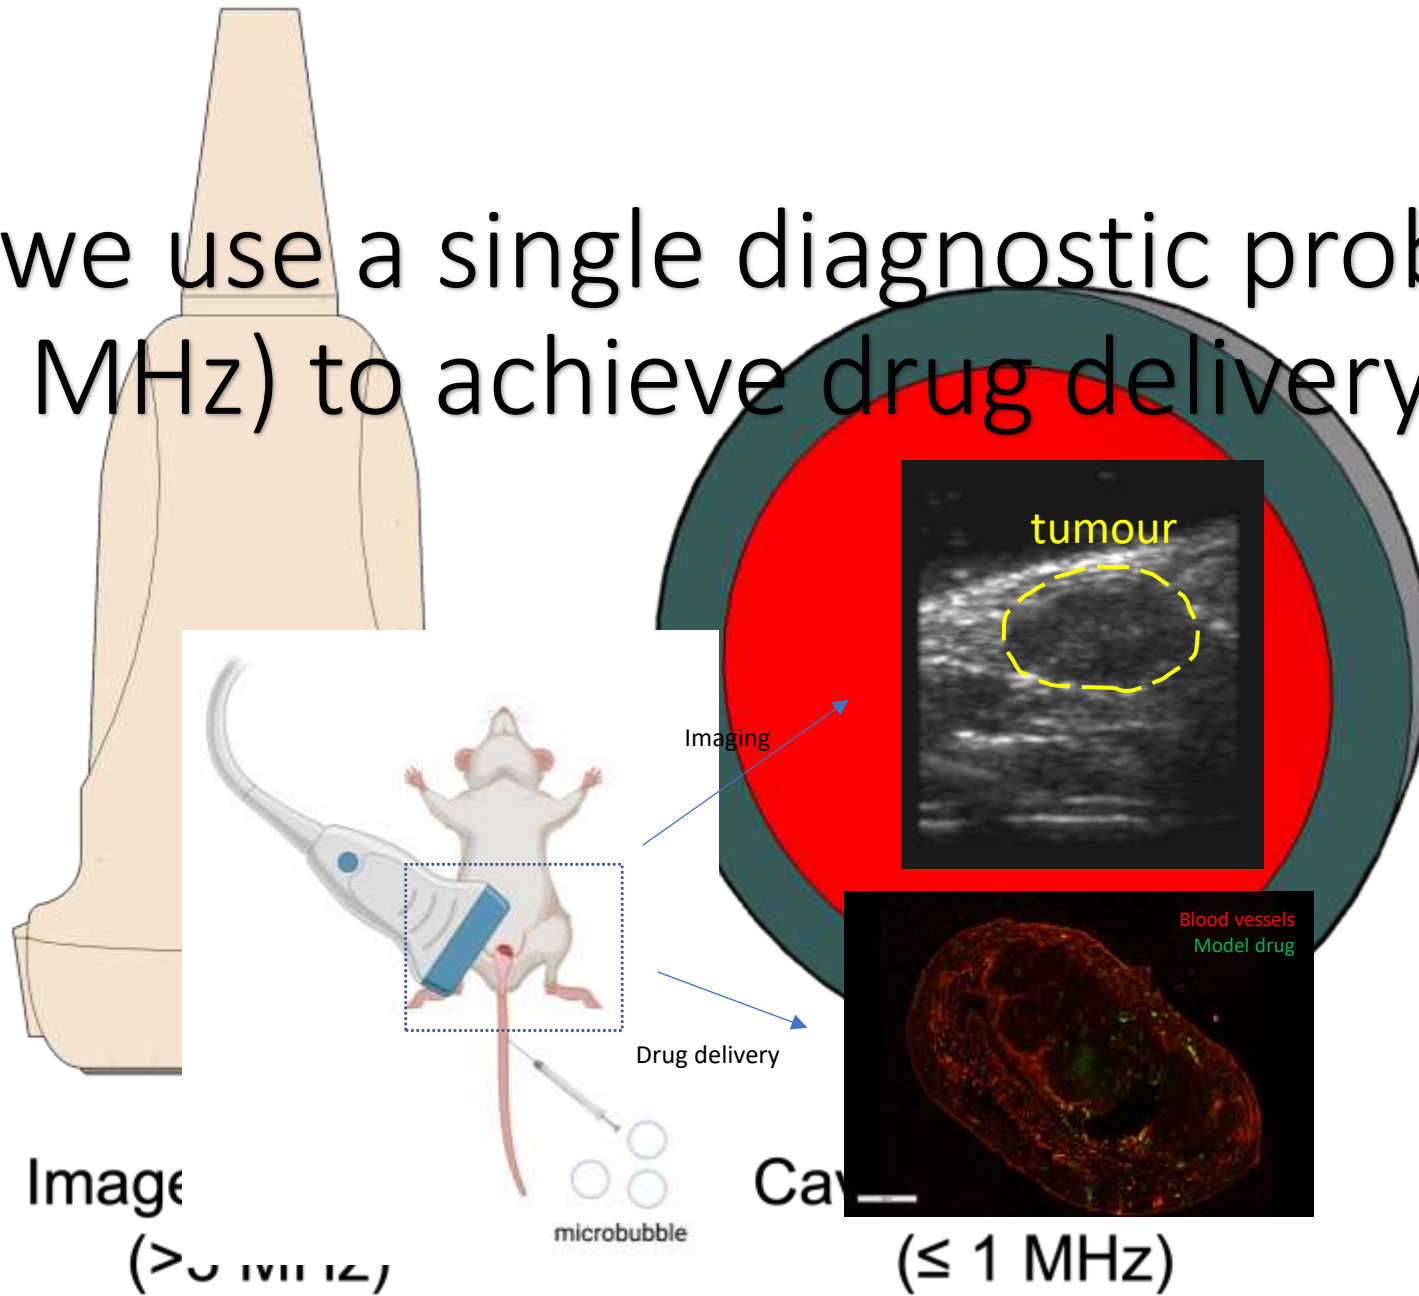 we use a single diagnostic prob
MHz) to achieve drug delivery
tumour
Imaging
Blood vessels
Model drug
Drug delivery
microbubble
Image
Cav
(≤ 1 MHz)